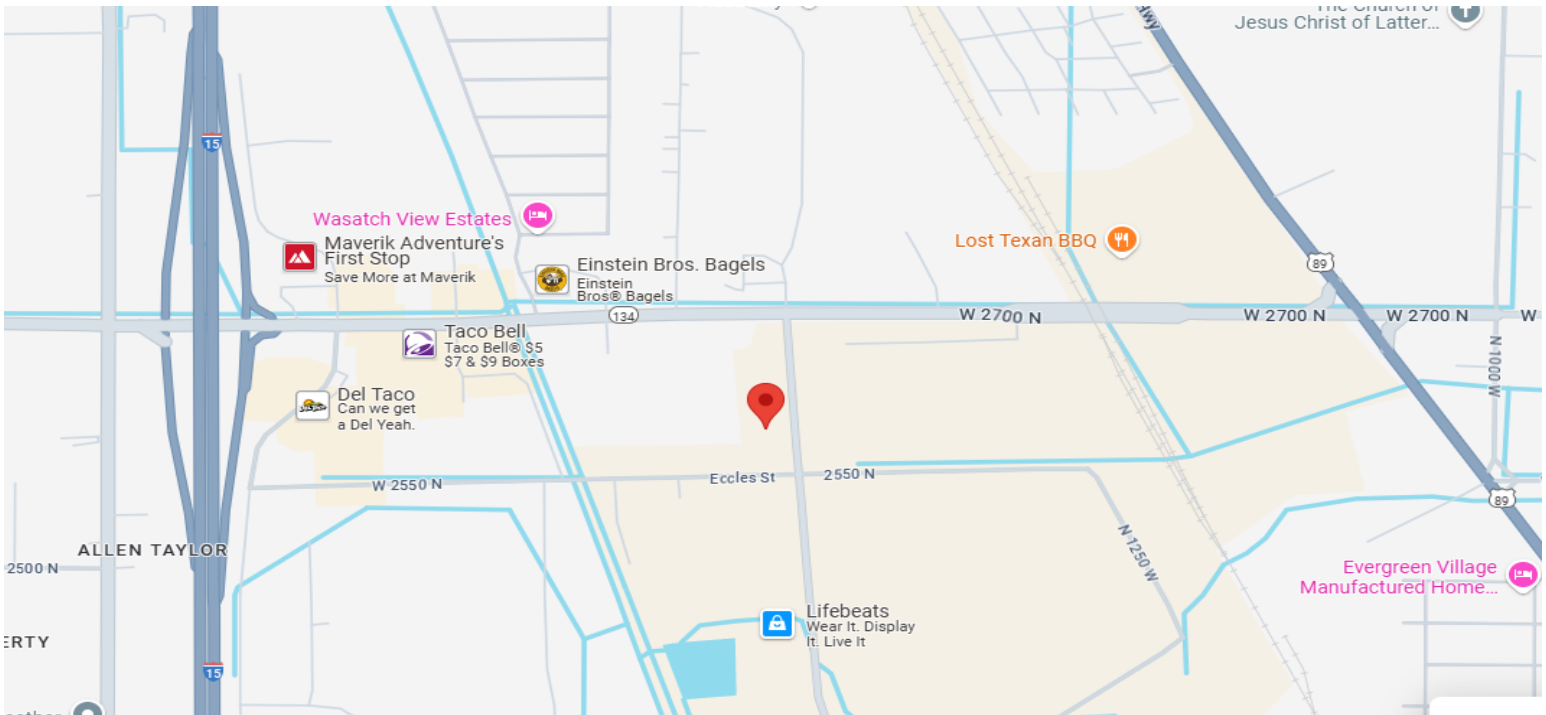 The Church of
Jesus Christ of Latter...
15
Wasatch View Estates
Maverik Adventure's
First Stop
Save More at Maverik
Einstein Bros. Bagels
Einstein
Bros® Bagels
Lost Texan BBQ
89
134
W 2700 N
W 2700 N
W 2700 N
W
Taco Bell
Taco Bell® $5
$7 & $9 Boxes
N 1000 W
Del Taco
Can we get
a Del Yeah.
W 2550 N
Eccles St
2550 N
89
N 1250 W
ALLEN TAYLOR
2500 N
Evergreen Village
Manufactured Home...
Lifebeats
Wear It. Display
It. Live It
ERTY
15